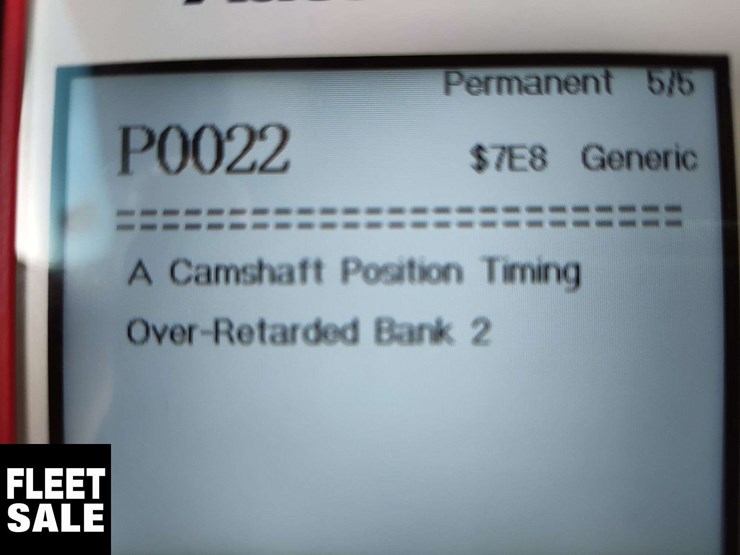 Permanent 5/5
P0022
$7E8 Generic
===========================
A Camshaft Position Timing
Over-Retarded Bank 2
FLEET
SALE